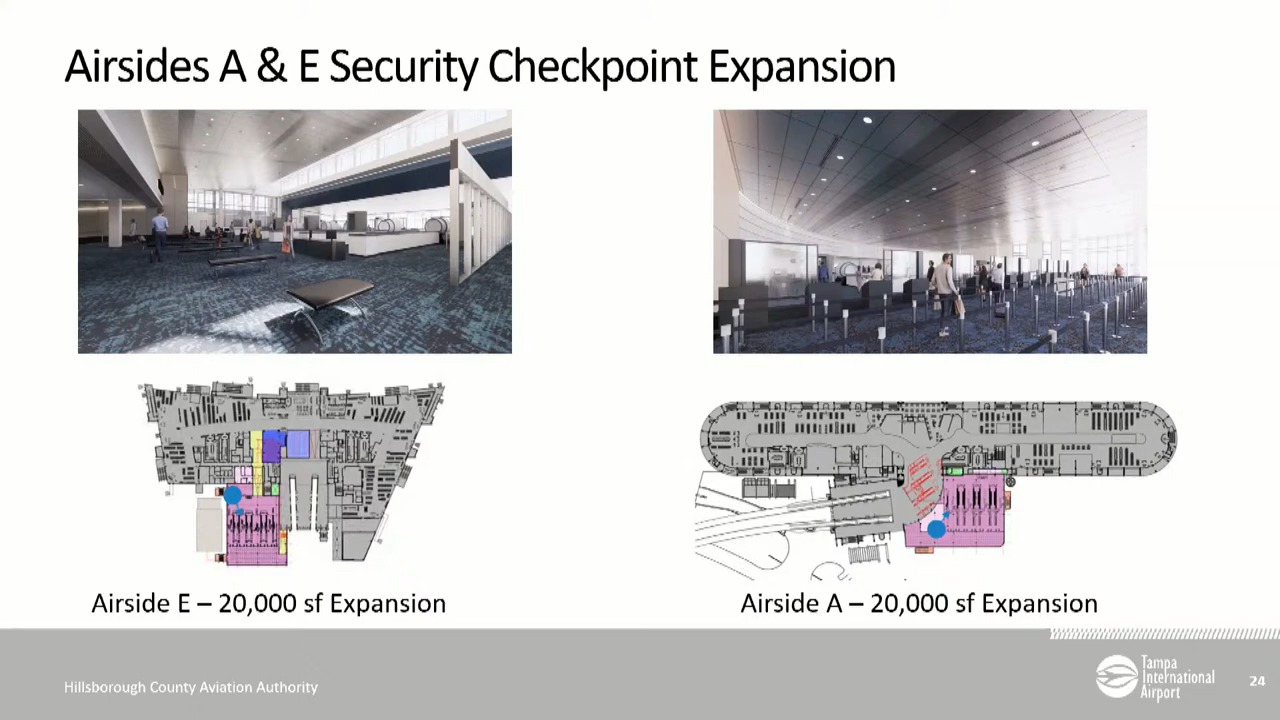 Airsides A & E Security Checkpoint Expansion
Airside E – 20,000 sf Expansion
Airside A – 20,000 sf Expansion
Hillsborough County Aviation Authority
Tampa
International
Airport
24